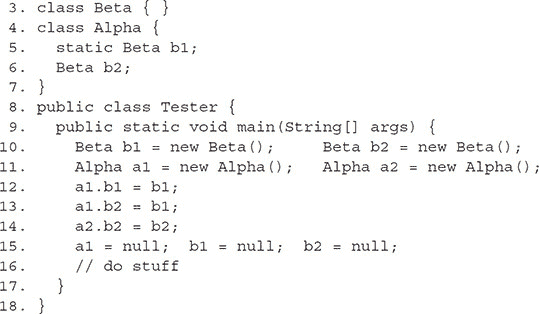 3. class Beta { }
4. class Alpha {
5.   static Beta b1;
6.   Beta b2;
7. }
8. public class Tester {
9.   public static void main(String[] args) {
10.     Beta b1 = new Beta();     Beta b2 = new Beta();
11.     Alpha a1 = new Alpha();   Alpha a2 = new Alpha();
12.     a1.b1 = b1;
13.     a1.b2 = b1;
14.     a2.b2 = b2;
15.     a1 = null;  b1 = null;  b2 = null;
16.     // do stuff
17.   }
18. }